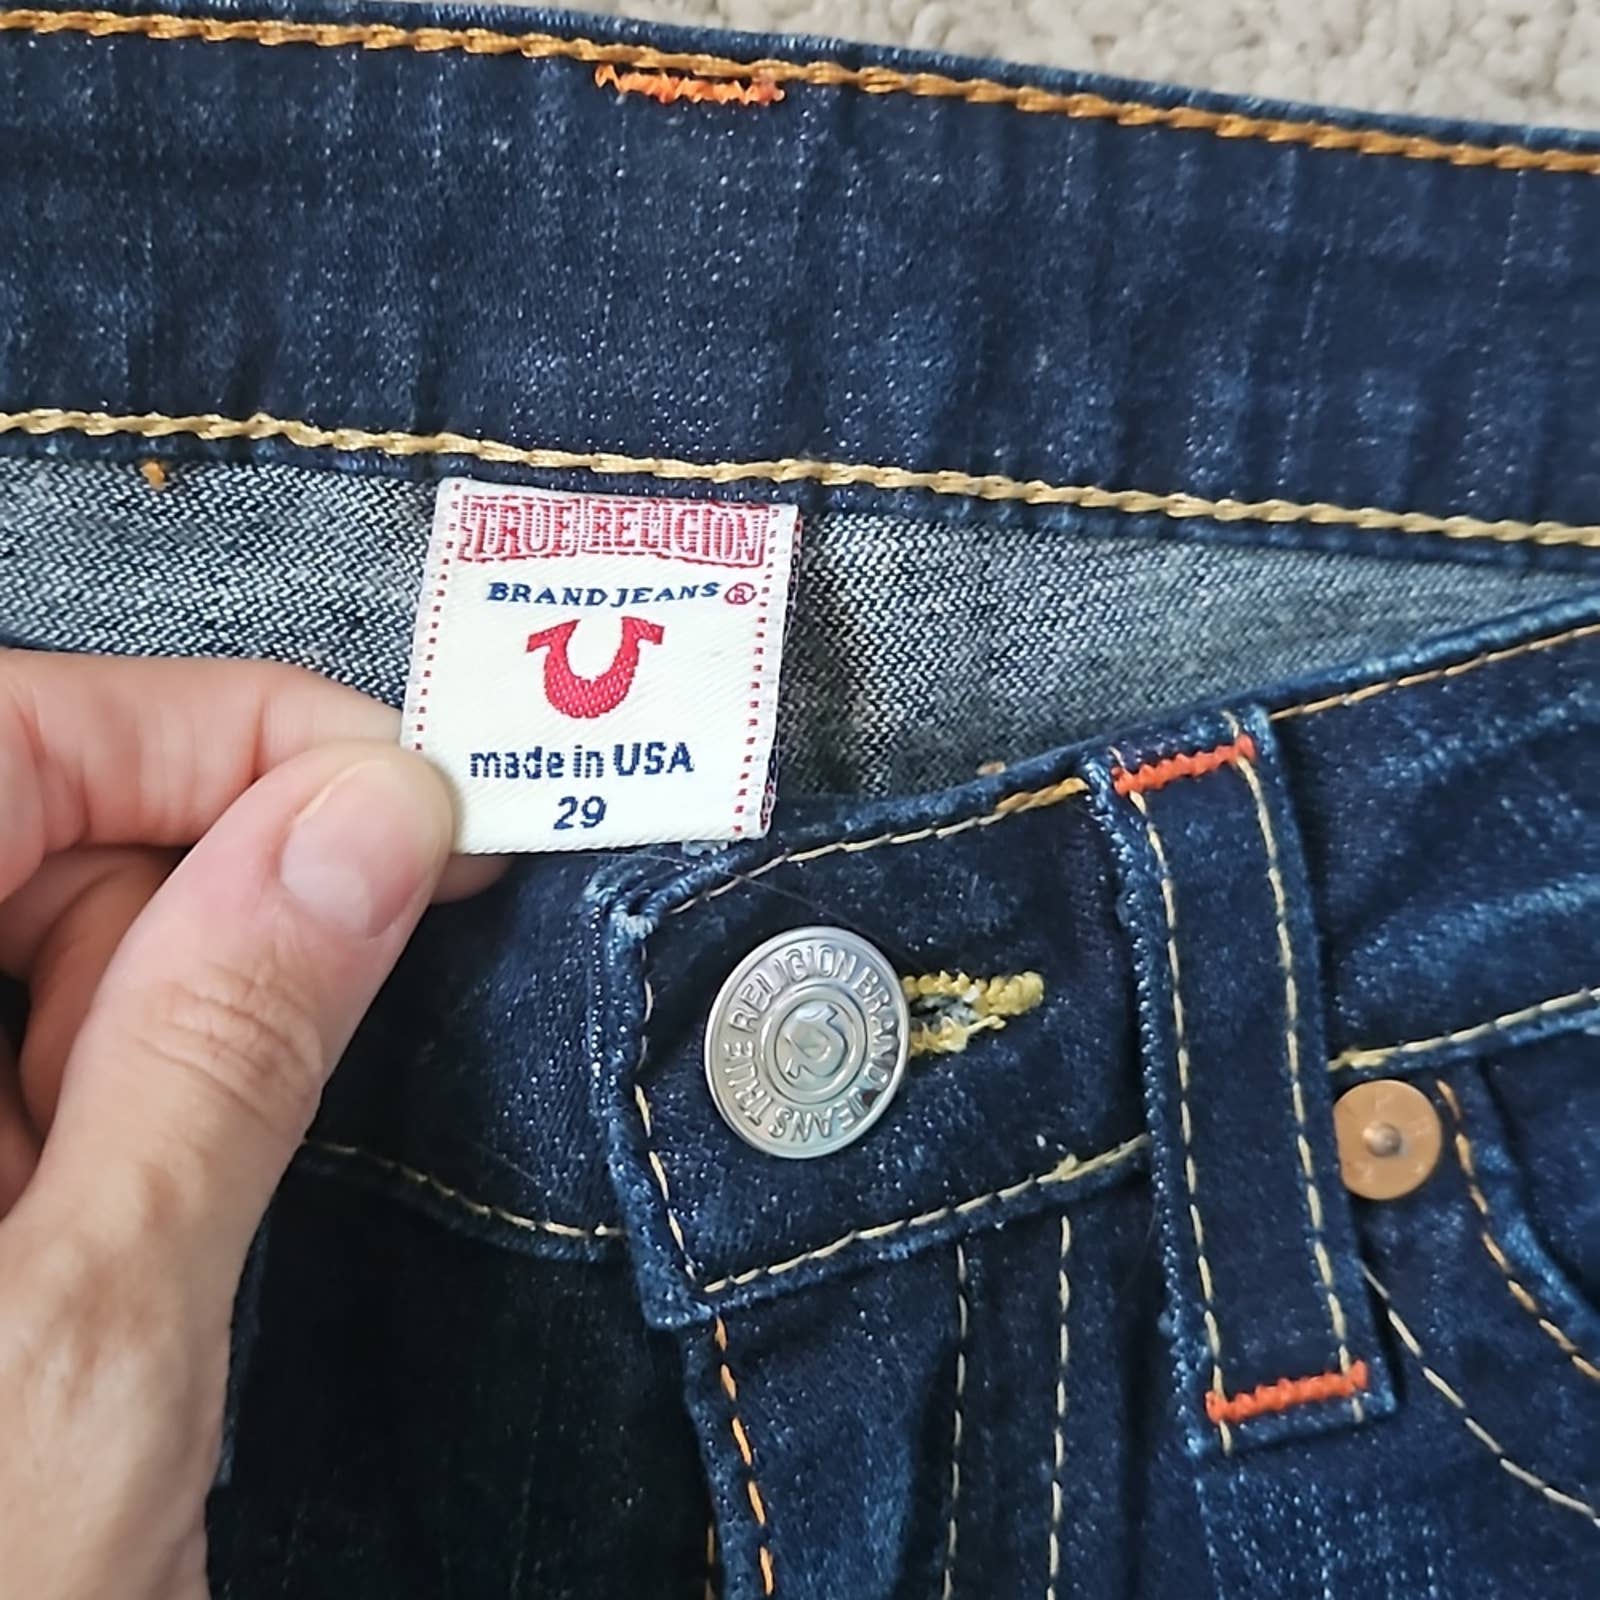 TRUE RELIGION
BRAND JEANS ®
made in USA
29
TRUE RELIGION BRAND JEANS